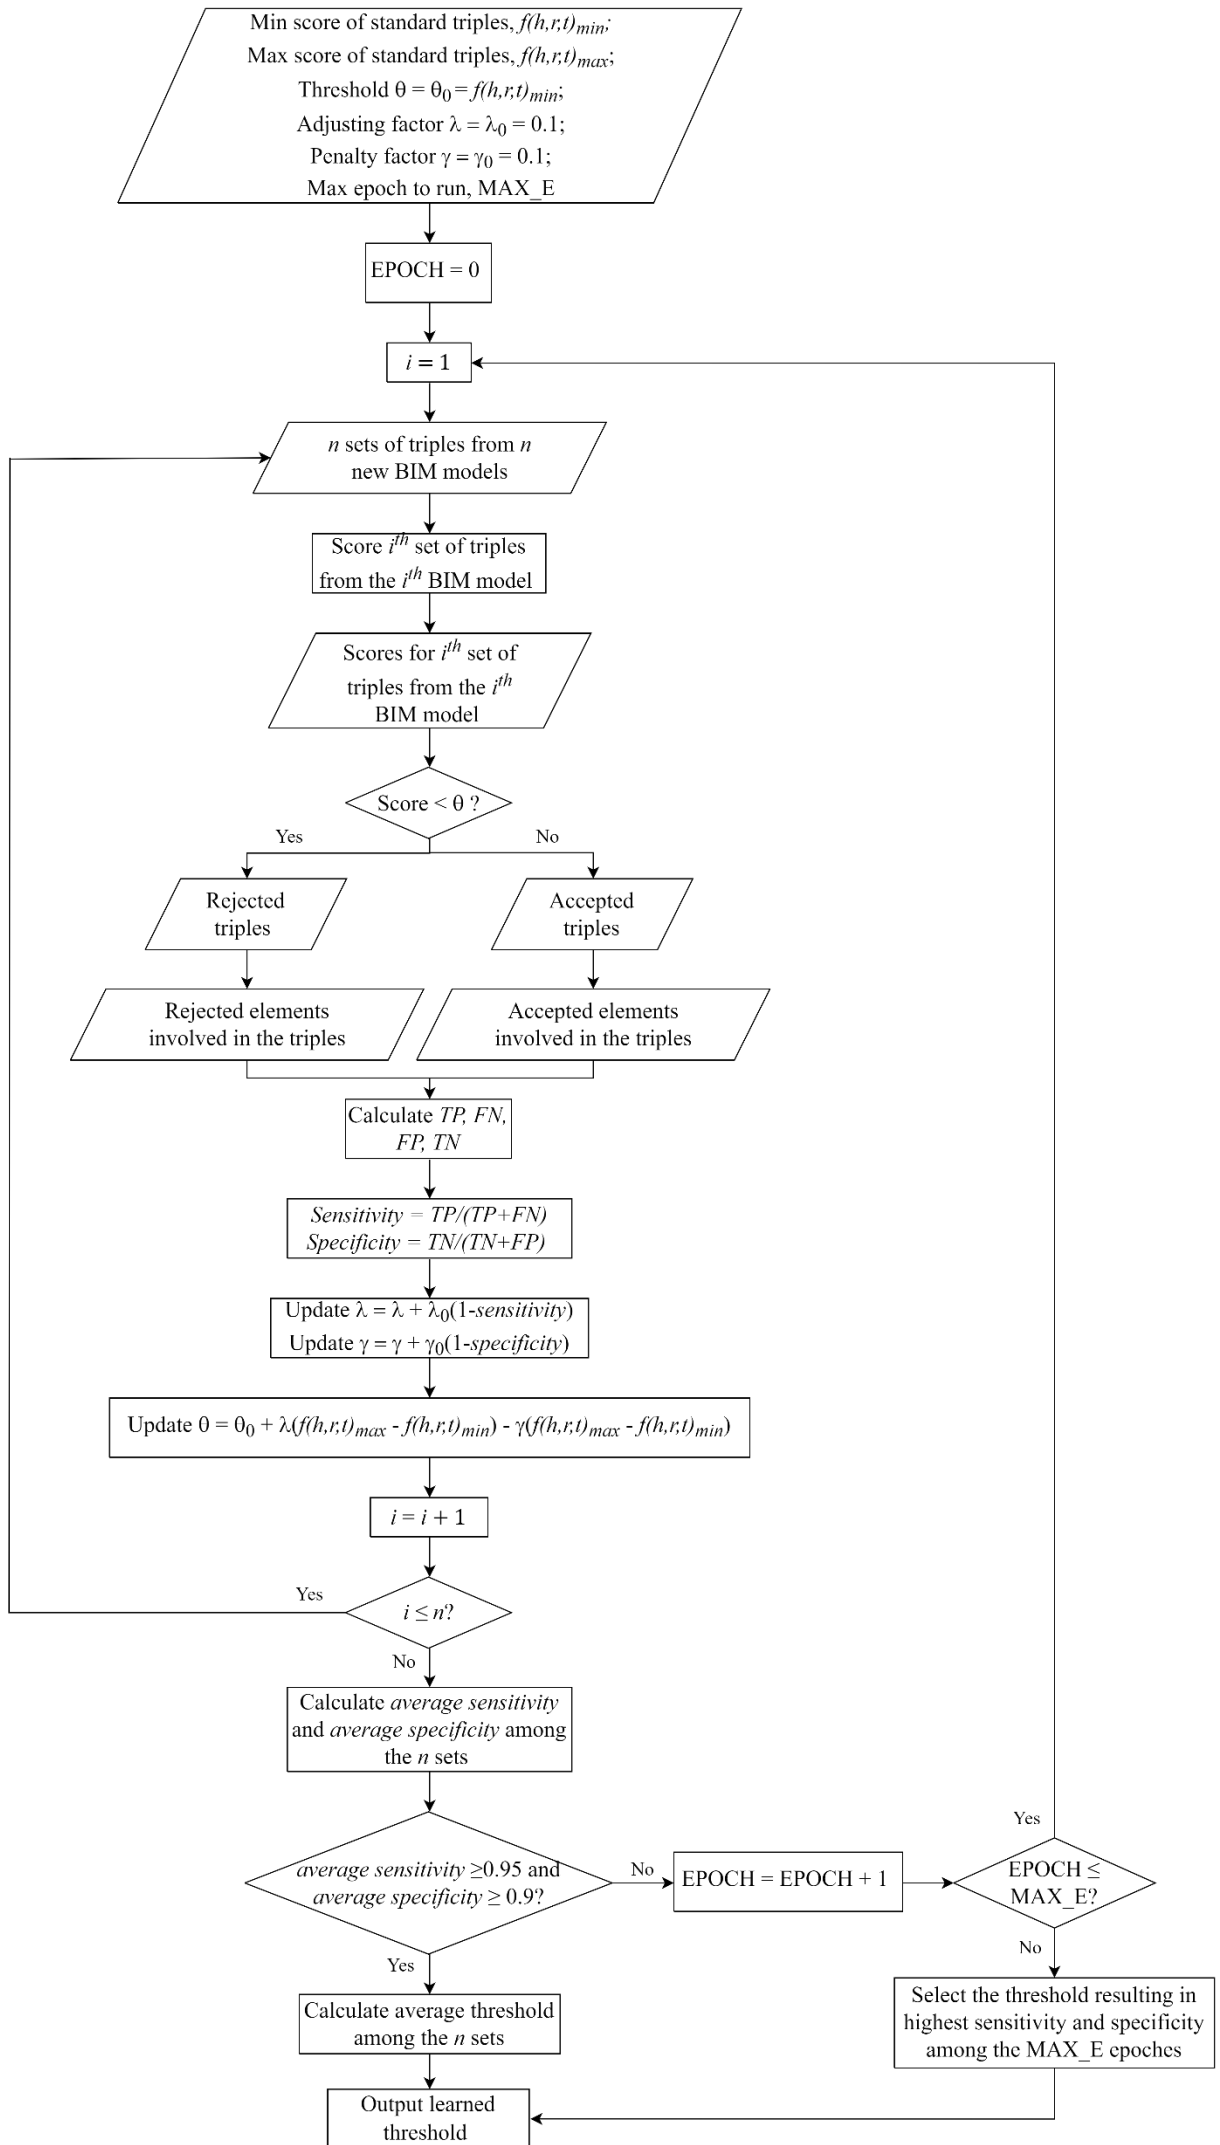 Min score of standard triples, f(h,r,t)min;
Max score of standard triples, f(h,r,t)max;
Threshold θ = θ0 = f(h,r,t)min;
Adjusting factor λ = λ0 = 0.1;
Penalty factor γ = γ0 = 0.1;
Max epoch to run, MAX_E
EPOCH = 0
i = 1
n sets of triples from n
new BIM models
Score ith set of triples
from the ith BIM model
Scores for ith set of
triples from the ith
BIM model
Score < θ ?
Yes
No
Rejected
triples
Accepted
triples
Rejected elements
involved in the triples
Accepted elements
involved in the triples
Calculate TP, FN,
FP, TN
Sensitivity = TP/(TP+FN)
Specificity = TN/(TN+FP)
Update λ = λ + λ0(1-sensitivity)
Update γ = γ + γ0(1-specificity)
Update θ = θ0 + λ(f(h,r,t)max - f(h,r,t)min) - γ(f(h,r,t)max - f(h,r,t)min)
i = i + 1
Yes
i ≤ n?
No
Calculate average sensitivity
and average specificity among
the n sets
average sensitivity ≥0.95 and
average specificity ≥ 0.9?
No
EPOCH = EPOCH + 1
Yes
EPOCH ≤
MAX_E?
No
Yes
Calculate average threshold
among the n sets
Select the threshold resulting in
highest sensitivity and specificity
among the MAX_E epoches
Output learned
threshold